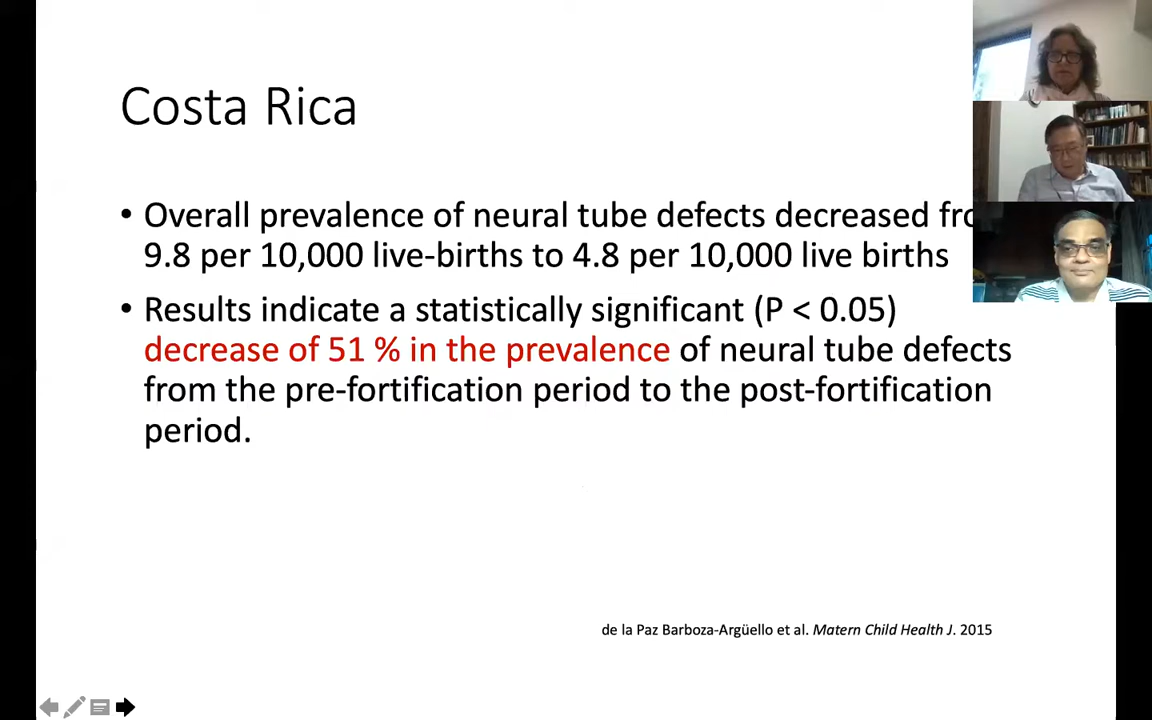 Costa Rica
• Overall prevalence of neural tube defects decreased
9.8 per 10,000 live-births to 4.8 per 10,000 live births
• Results indicate a statistically significant (P < 0.05)
decrease of 51 % in the prevalence of neural tube defects
from the pre-fortification period to the post-fortification
period.
de la Paz Barboza-Argüello et al. Matern Child Health J. 2015